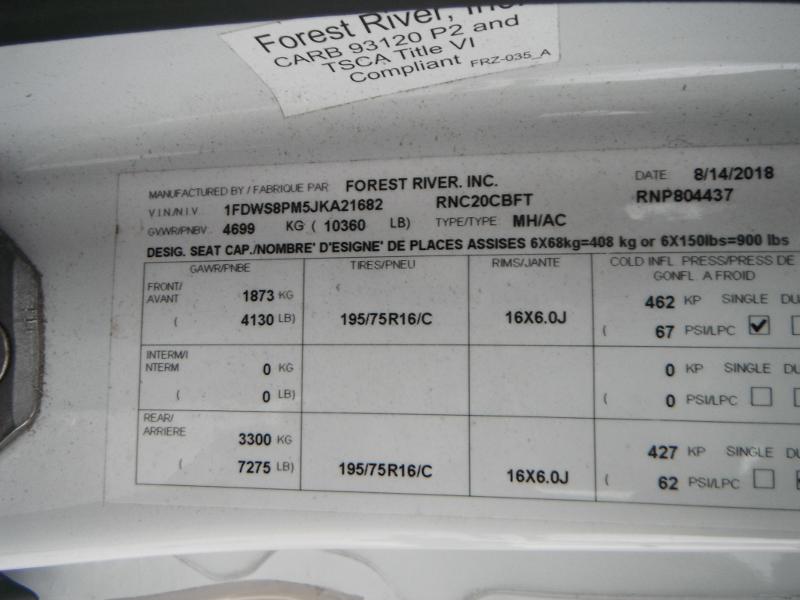 Forest River, Inc.
CARB 93120 P2 and
TSCA Title VI
Compliant FRZ-035_A
MANUFACTURED BY / FABRIQUE PAR FOREST RIVER. INC. DATE 8/14/2018
VIN/NIV 1FDWS8PM5JKA21682 RNC20CBFT RNP804437
GVWR/PNBV 4699 KG ( 10360 LB) TYPE/TYPE MH/AC
DESIG. SEAT CAP./NOMBRE' D'ESIGNE' DE PLACES ASSISES 6X68kg=408 kg or 6X150lbs=900 lbs
GAWR/PNBE TIRES/PNEU RIMS/JANTE COLD INFL PRESS/PRESS DE
GONFL A FROID
FRONT/
AVANT 1873 KG 462 KP SINGLE DU
( 4130 LB) 195/75R16/C 16X6.0J ( 67 PSI/LPC
INTERM/I
NTERM 0 KG 0 KP SINGLE DU
( 0 LB) ( 0 PSI/LPC
REAR/
ARRIERE 3300 KG 427 KP SINGLE DU
( 7275 LB) 195/75R16/C 16X6.0J ( 62 PSI/LPC